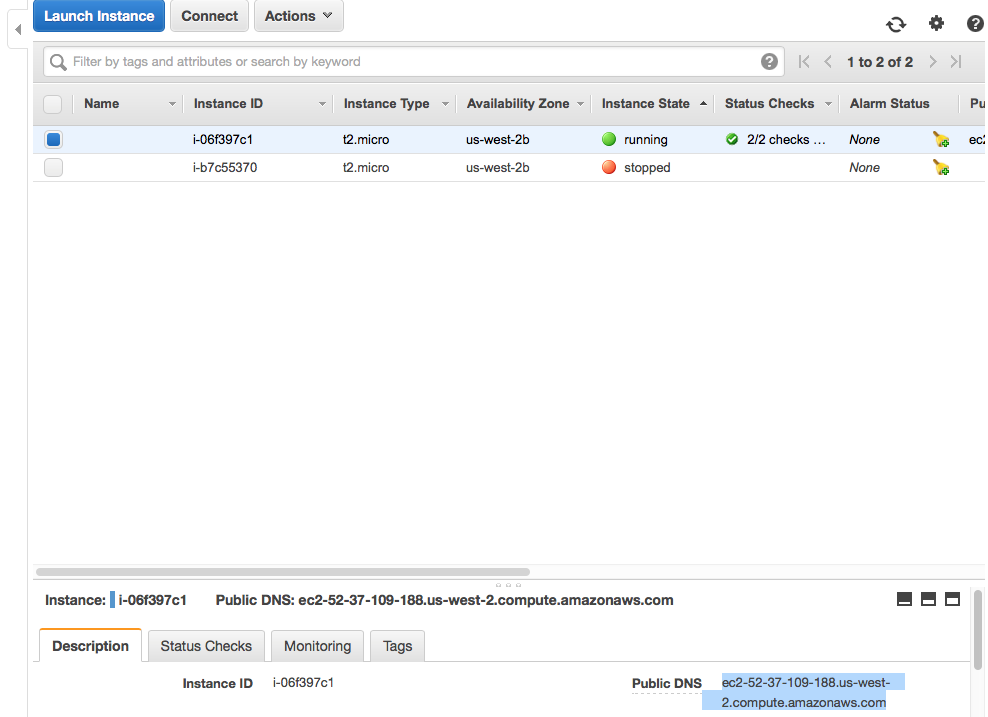 Launch Instance Connect Actions
Filter by tags and attributes or search by keyword ? 1 to 2 of 2
Name Instance ID Instance Type Availability Zone Instance State Status Checks Alarm Status Pu
i-06f397c1 t2.micro us-west-2b running 2/2 checks ... None ec2
i-b7c55370 t2.micro us-west-2b stopped None
Instance: i-06f397c1 Public DNS: ec2-52-37-109-188.us-west-2.compute.amazonaws.com
Description Status Checks Monitoring Tags
Instance ID i-06f397c1 Public DNS ec2-52-37-109-188.us-west-
2.compute.amazonaws.com